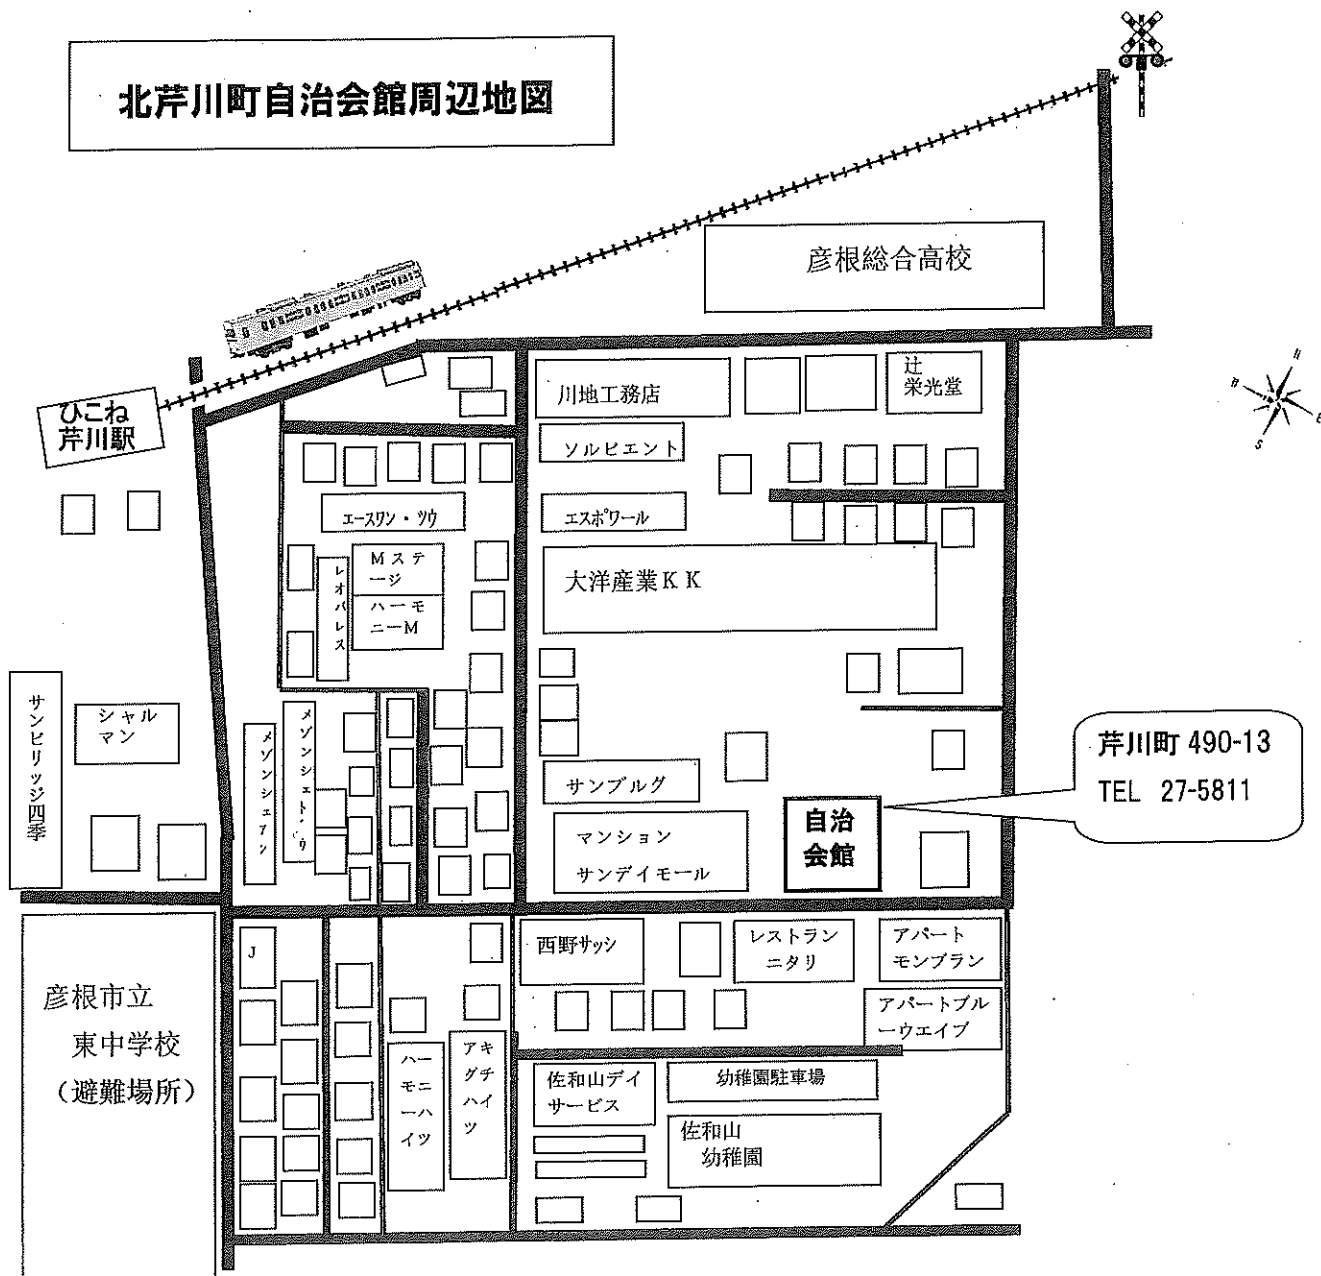 北芹川町自治会館周辺地図
彦根総合高校
ひこね
芹川駅
川地工務店
辻
栄光堂
N
W
E
S
ソルビエント
エースワン・ツウ
エスポワール
Mステ
ージ
ハーモ
ニーM
レオパレス
大洋産業KK
サンビリッジ四季
シャル
マン
メゾンシェアン
メゾンシェト・ゥ
サンブルグ
マンション
サンデイモール
自治
会館
芹川町 490-13
TEL 27-5811
彦根市立
東中学校
(避難場所)
J
西野サッシ
レストラン
ニタリ
アパート
モンブラン
アパートブル
ーウエイブ
ハー
モニ
ーハ
イツ
アキ
グチ
ハイ
ツ
佐和山デイ
サービス
幼稚園駐車場
佐和山
幼稚園